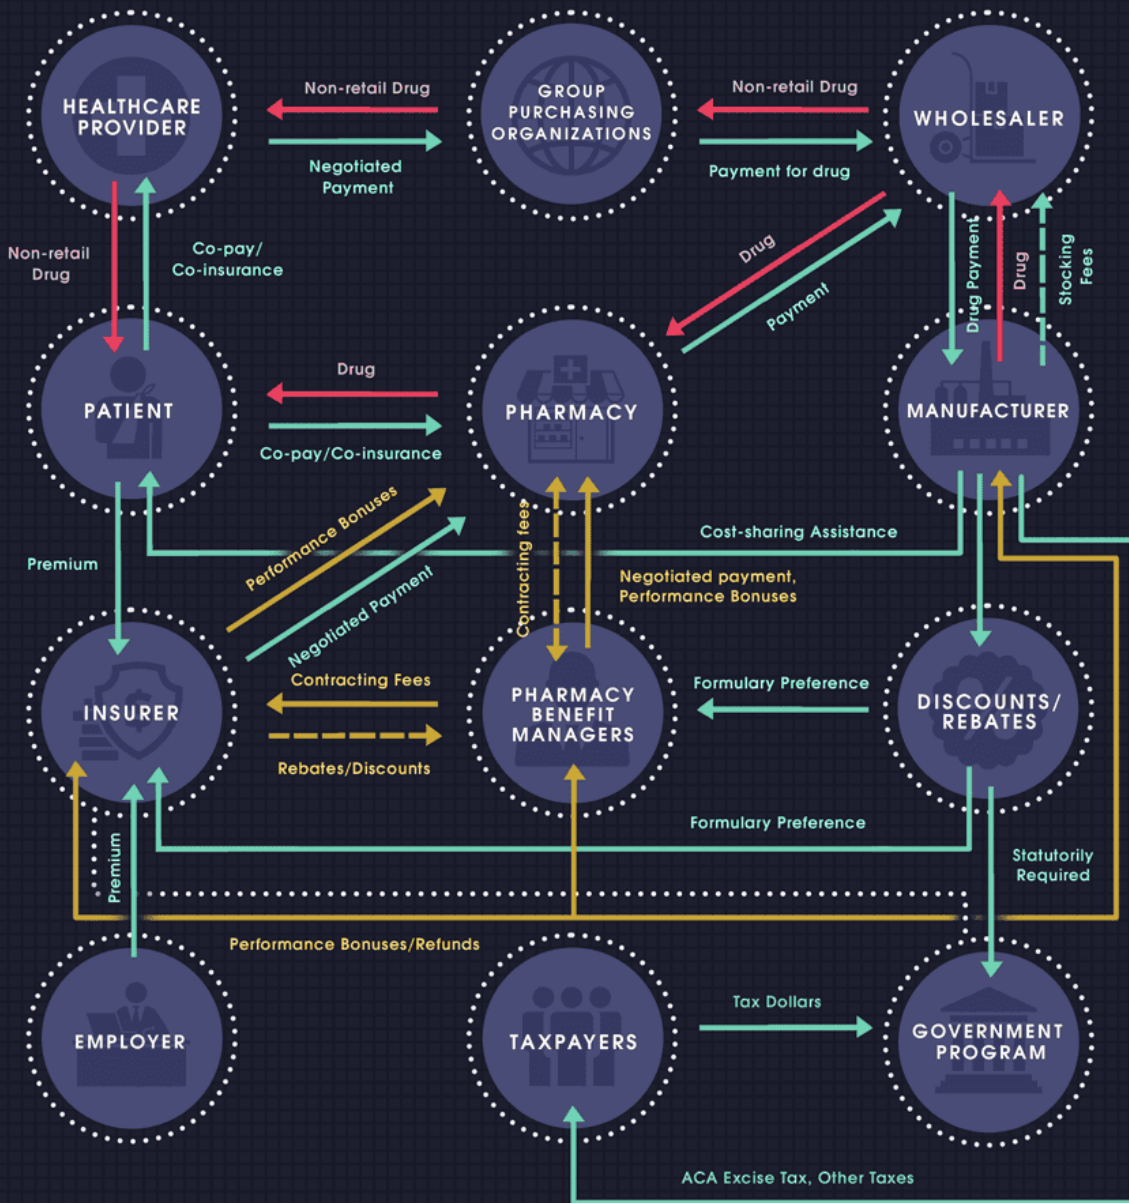 HEALTHCARE
PROVIDER
Non-retail Drug
Negotiated
Payment
GROUP
PURCHASING
ORGANIZATIONS
Non-retail Drug
Payment for drug
WHOLESALER
Non-retail
Drug
Co-pay/
Co-insurance
Drug
Payment
Drug Payment
Drug
Stocking
Fees
PATIENT
Drug
Co-pay/Co-insurance
PHARMACY
MANUFACTURER
Premium
Performance Bonuses
Negotiated Payment
Contracting fees
Cost-sharing Assistance
Negotiated payment,
Performance Bonuses
INSURER
Contracting Fees
Rebates/Discounts
PHARMACY
BENEFIT
MANAGERS
Formulary Preference
DISCOUNTS/
REBATES
Formulary Preference
Premium
Statutorily
Required
Performance Bonuses/Refunds
EMPLOYER
TAXPAYERS
Tax Dollars
GOVERNMENT
PROGRAM
ACA Excise Tax, Other Taxes